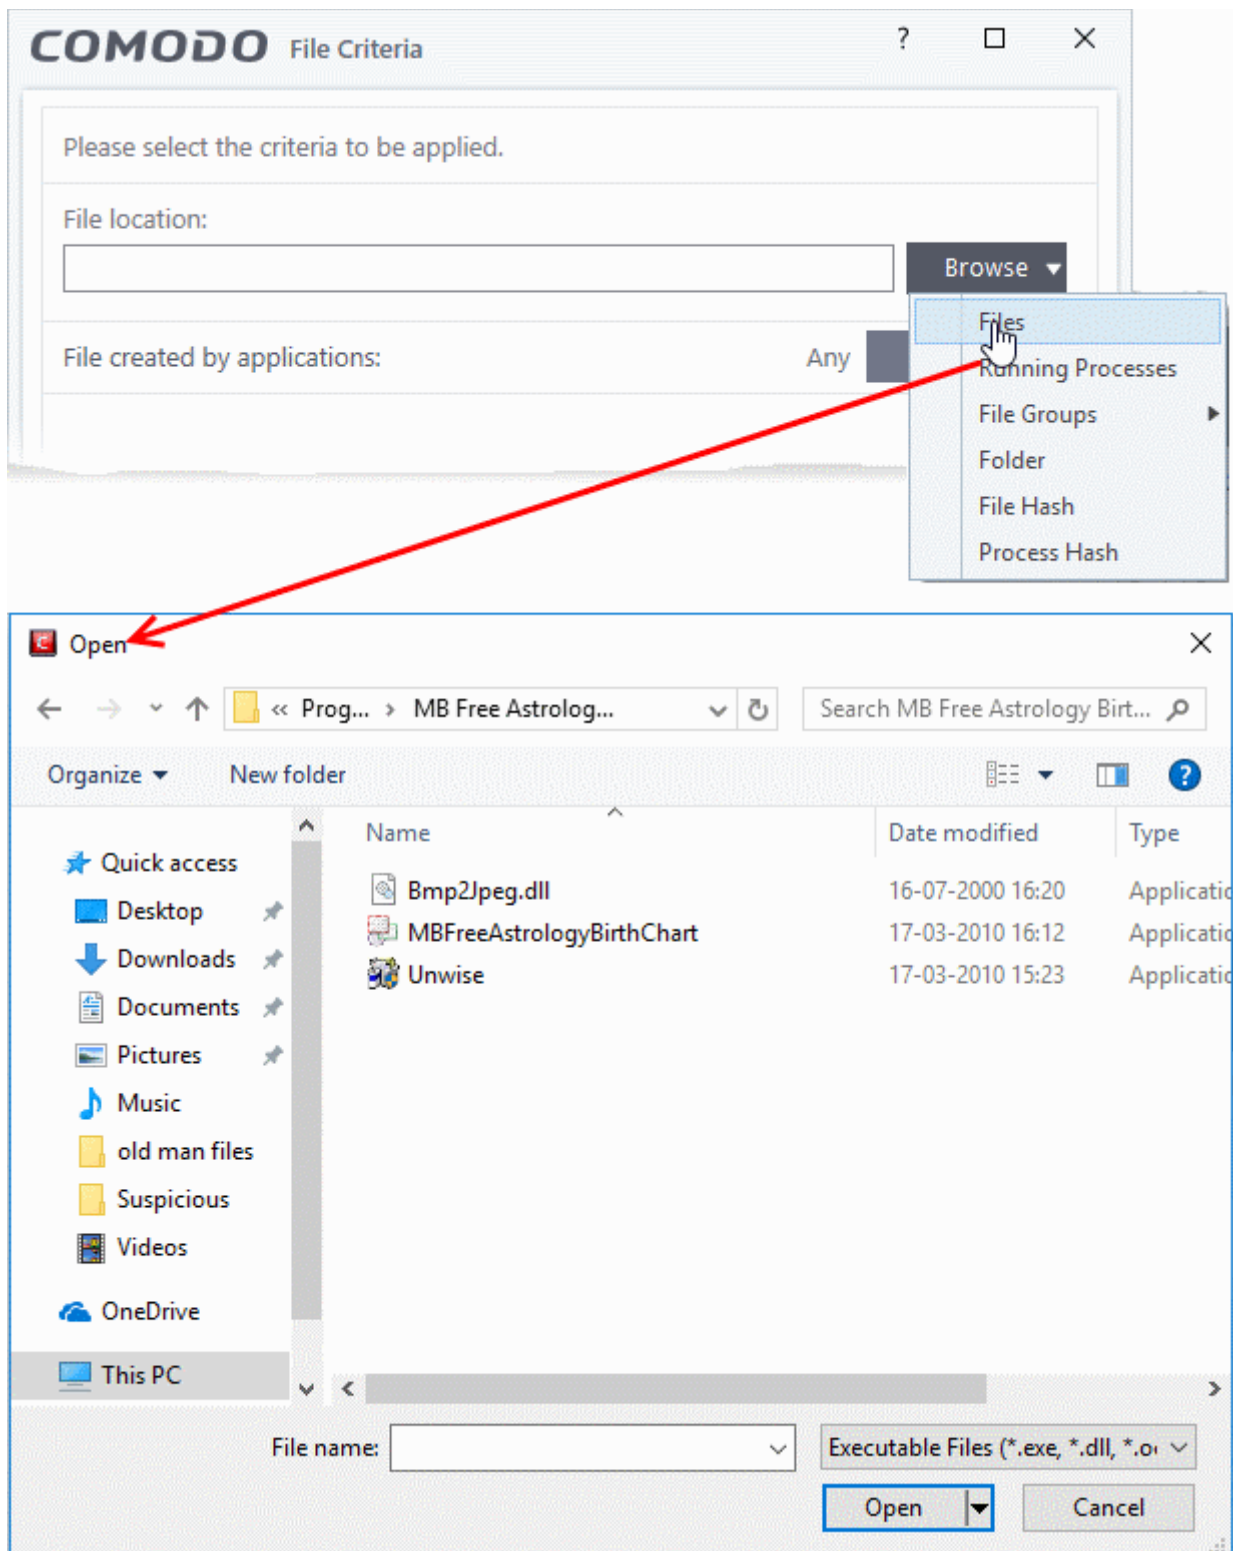 COMODO File Criteria ?
Please select the criteria to be applied.
File location:
Browse
Files
File created by applications: Any
Running Processes
File Groups
Folder
File Hash
Process Hash
Open
« Prog... › MB Free Astrolog... Search MB Free Astrology Birt...
Organize New folder ?
Name Date modified Type
Quick access
Bmp2Jpeg.dll 16-07-2000 16:20 Applicatio
Desktop
MBFreeAstrologyBirthChart 17-03-2010 16:12 Applicatio
Downloads
Unwise 17-03-2010 15:23 Applicatio
Documents
Pictures
Music
old man files
Suspicious
Videos
OneDrive
This PC
File name: Executable Files (*.exe, *.dll, *.o
Open Cancel